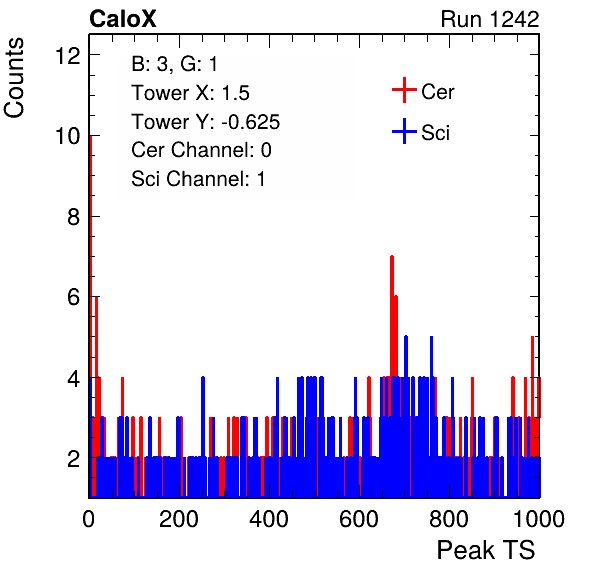 CaloX Run 1242
Counts
B: 3, G: 1
Tower X: 1.5
Tower Y: -0.625
Cer Channel: 0
Sci Channel: 1
Cer
Sci
12
10
8
6
4
2
0 200 400 600 800 1000
Peak TS